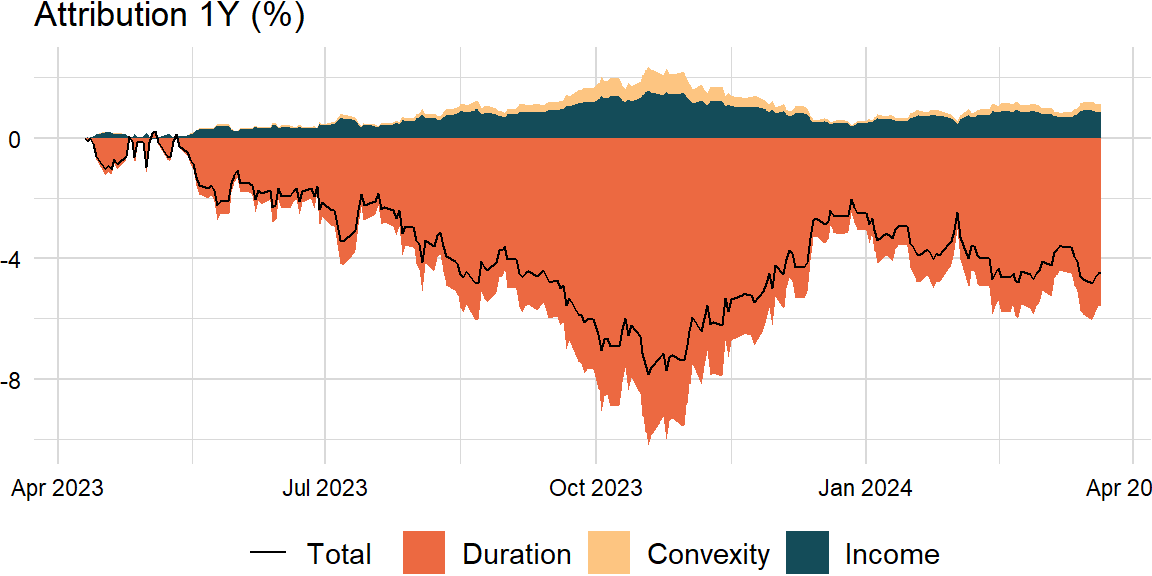 Attribution 1Y (%)
0
-4
-8
Apr 2023 Jul 2023 Oct 2023 Jan 2024 Apr 20
Total Duration Convexity Income